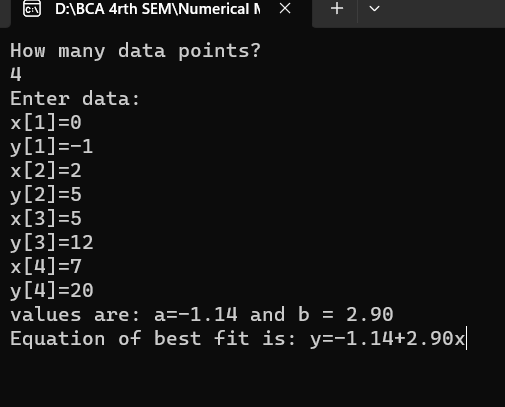 D:\BCA 4rth SEM\Numerical
How many data points?
4
Enter data:
x[1]=0
y[1]=-1
x[2]=2
y[2]=5
x[3]=5
y[3]=12
x[4]=7
y[4]=20
values are: a=-1.14 and b = 2.90
Equation of best fit is: y=-1.14+2.90x